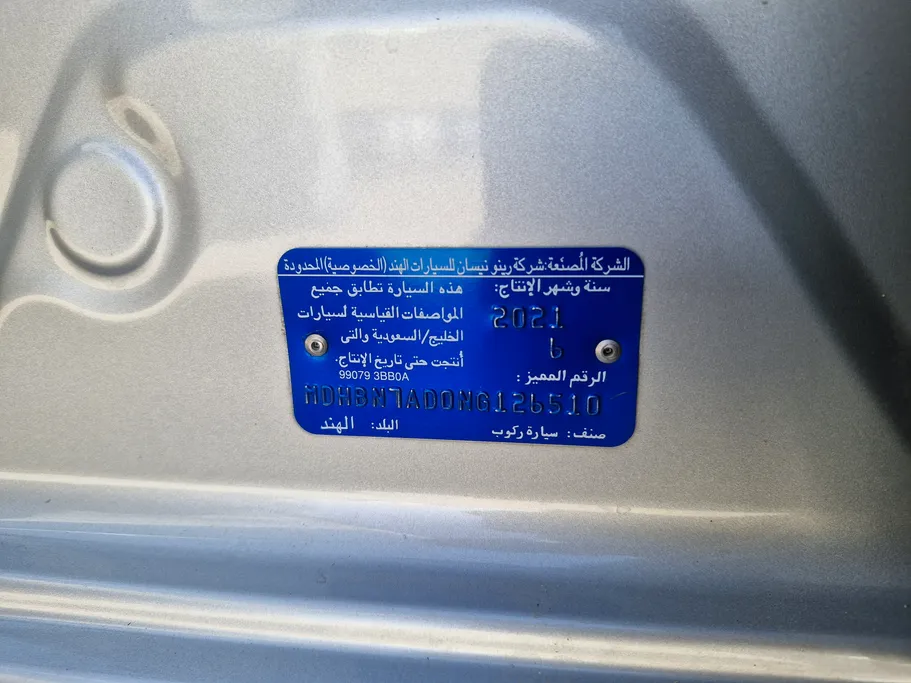 الشركة المُصنّعة: شركة رينو نيسان للسيارات الهند (الخصوصية) المحدودة
سنة وشهر الإنتاج:
2021
6
هذه السيارة تطابق جميع
المواصفات القياسية لسيارات
الخليج/السعودية والتى
أنتجت حتى تاريخ الإنتاج.
99079 3BB0A
الرقم المميز:
MDHBN7AD0NG126510
صنف: سيارة ركوب
البلد: الهند